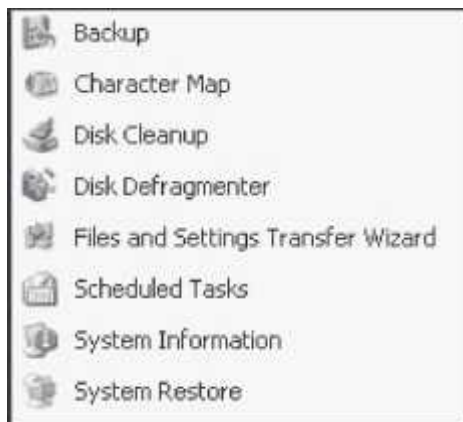 Backup
Character Map
Disk Cleanup
Disk Defragmenter
Files and Settings Transfer Wizard
Scheduled Tasks
System Information
System Restore